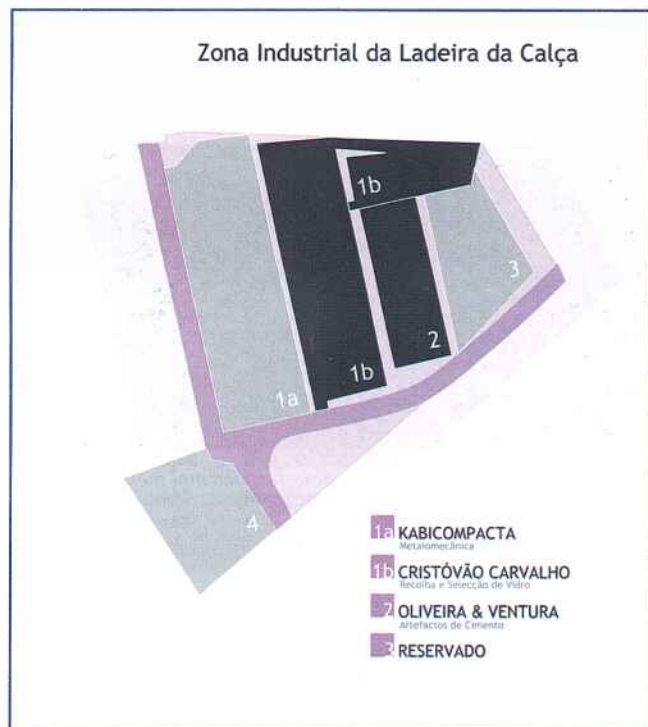 Zona Industrial da Ladeira da Calça
1b
3
2
1b
1a
4
1a KABICOMPACTA
Metalomecânica
1b CRISTÓVÃO CARVALHO
Recolha e Selecção de Vidro
2 OLIVEIRA & VENTURA
Artefactos de Cimento
3 RESERVADO